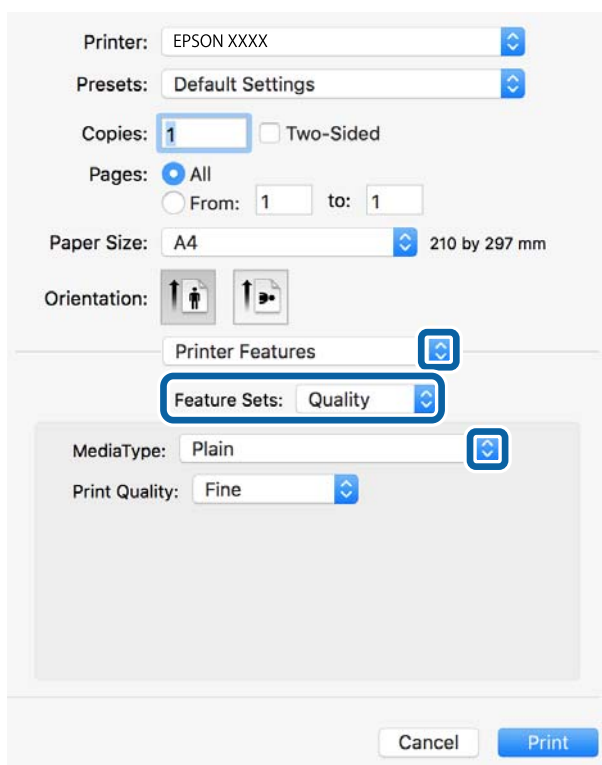 Printer: EPSON XXXX
Presets: Default Settings
Copies: 1 Two-Sided
Pages: All
From: 1 to: 1
Paper Size: A4 210 by 297 mm
Orientation:
Printer Features
Feature Sets: Quality
MediaType: Plain
Print Quality: Fine
Cancel Print